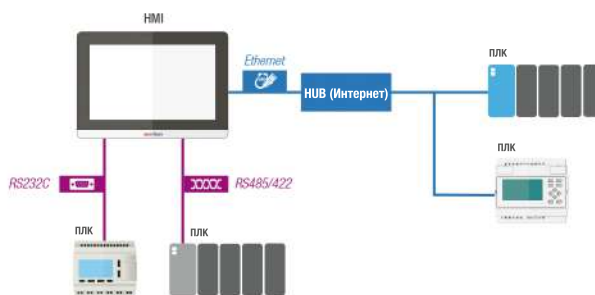 HMI
Ethernet
HUB (Интернет)
ПЛК
ПЛК
RS232C
RS485/422
ПЛК
ПЛК